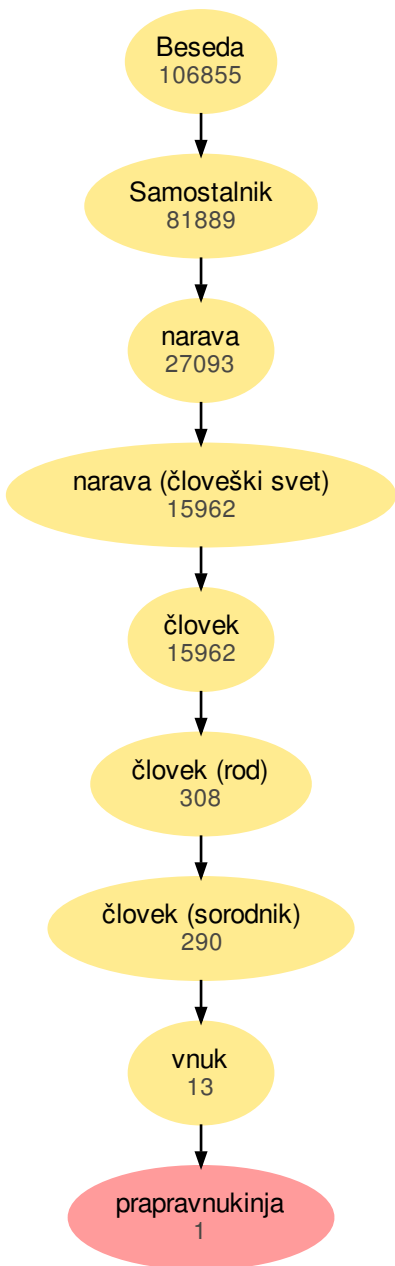 Beseda
106855
Samostalnik
81889
narava
27093
narava (človeški svet)
15962
človek
15962
človek (rod)
308
človek (sorodnik)
290
vnuk
13
prapravnukinja
1